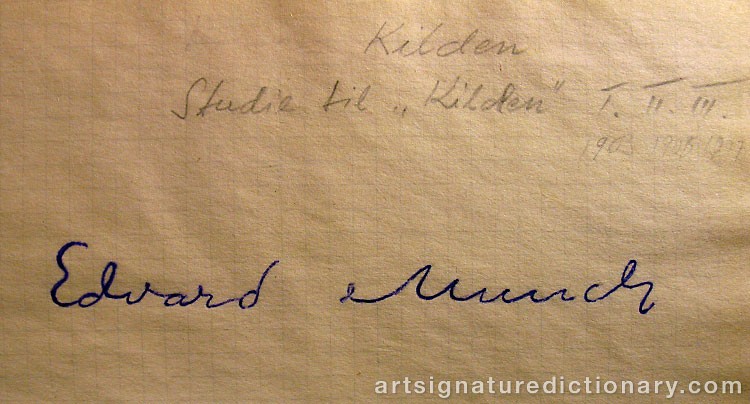 Kilden
Studie til „Kilden" I. II. III.
Edvard Munch
artsignaturedictionary.com